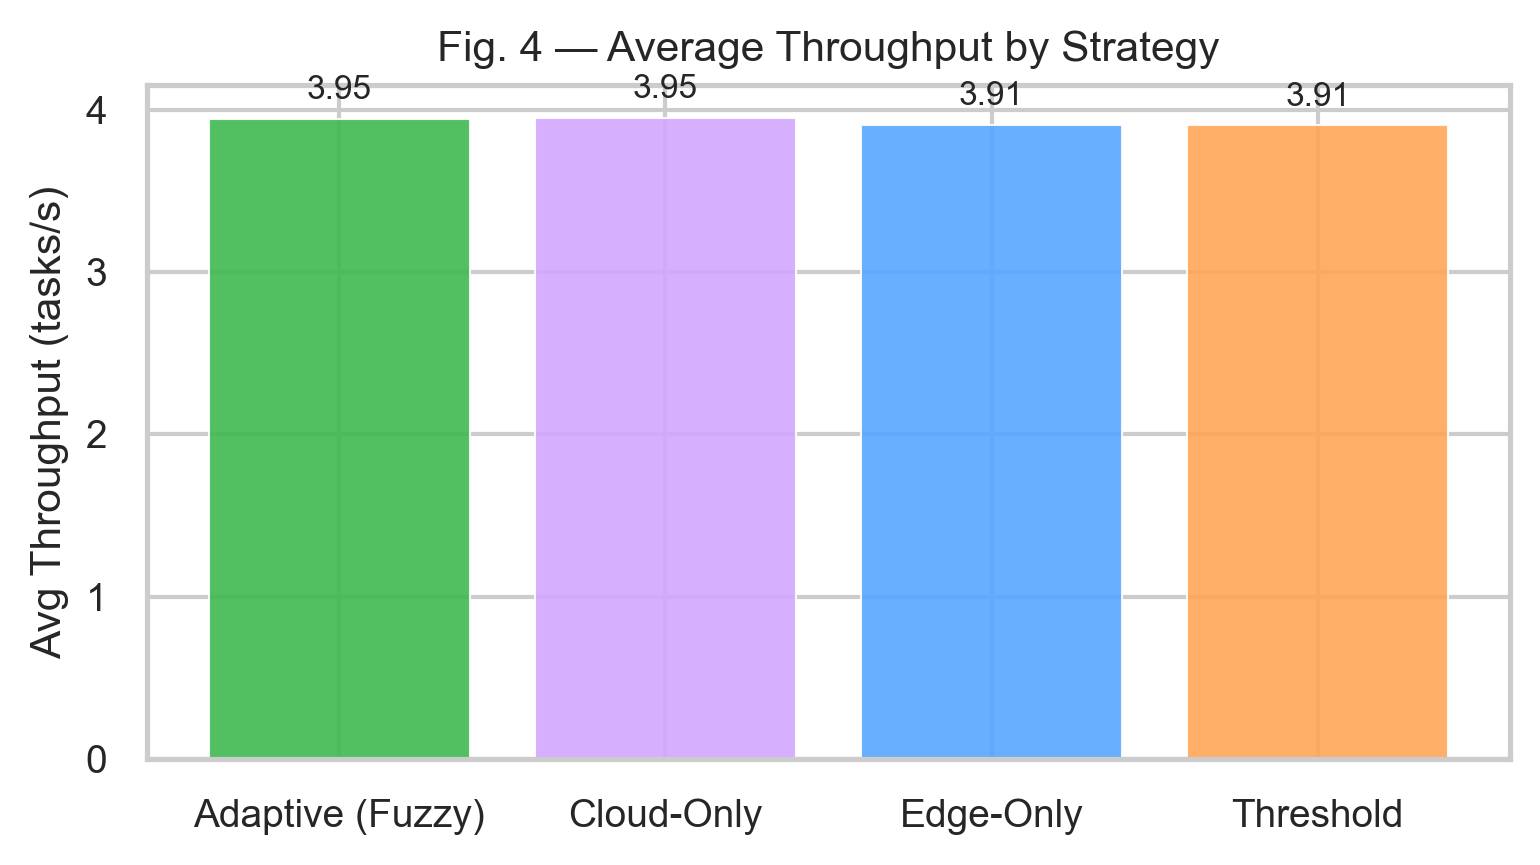 Fig. 4 — Average Throughput by Strategy
3.95
3.95
3.91
3.91
4
3
2
1
0
Avg Throughput (tasks/s)
Adaptive (Fuzzy)
Cloud-Only
Edge-Only
Threshold